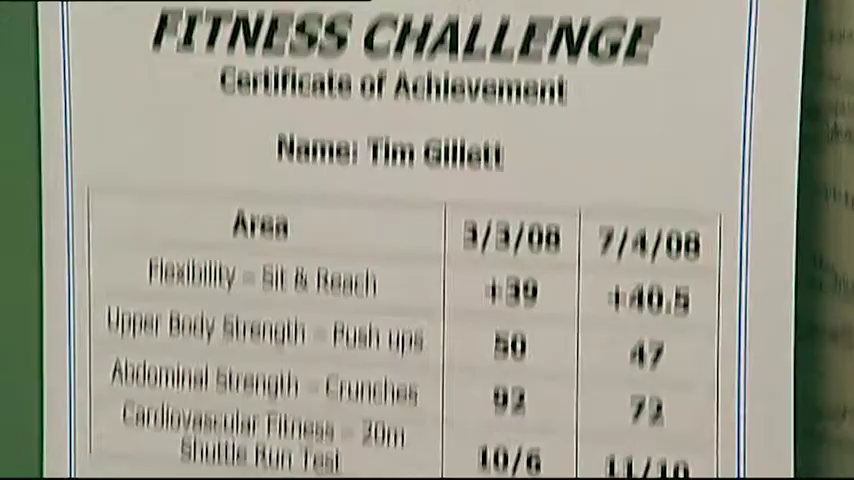 FITNESS CHALLENGE
Certificate of Achievement
Name: Tim Gillett
Area 3/3/08 7/4/08
Flexibility - Sit & Reach +39 +40.5
Upper Body Strength - Push ups 50 47
Abdominal Strength - Crunches 92 72
Cardiovascular Fitness - 20m
Shuttle Run Test 10/6 11/10